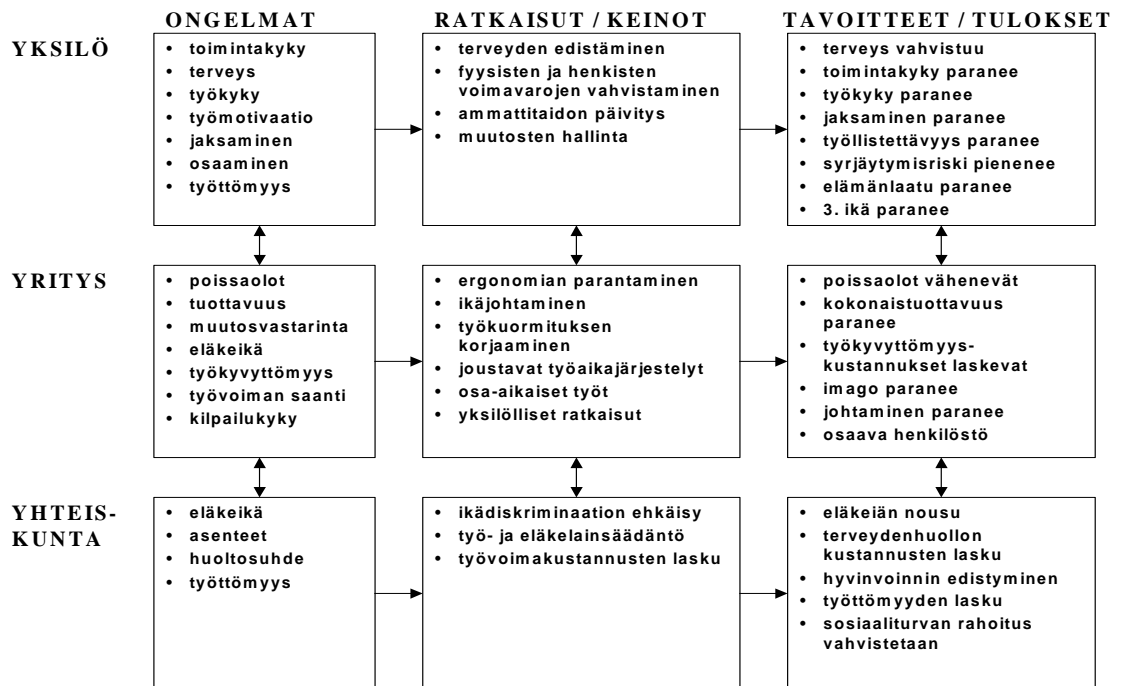 ONGELMAT
RATKAISUT / KEINOT
TAVOITTEET / TULOKSET
YKSILÖ
• toimintakyky
• terveys
• työkyky
• työmotivaatio
• jaksaminen
• osaaminen
• työttömyys
• terveyden edistäminen
• fyysisten ja henkisten
voimavarojen vahvistaminen
• ammattitaidon päivitys
• muutosten hallinta
• terveys vahvistuu
• toimintakyky paranee
• työkyky paranee
• jaksaminen paranee
• työllistettävyys paranee
• syrjäytymisriski pienenee
• elämänlaatu paranee
• 3. ikä paranee
YRITYS
• poissaolot
• tuottavuus
• muutosvastarinta
• eläkeikä
• työkyvyttömyys
• työvoiman saanti
• kilpailukyky
• ergonomian parantaminen
• ikäjohtaminen
• työkuormituksen
korjaaminen
• joustavat työaikajärjestelyt
• osa-aikaiset työt
• yksilölliset ratkaisut
• poissaolot vähenevät
• kokonaistuottavuus
paranee
• työkyvyttömyys-
kustannukset laskevat
• imago paranee
• johtaminen paranee
• osaava henkilöstö
YHTEIS-
KUNTA
• eläkeikä
• asenteet
• huoltosuhde
• työttömyys
• ikädiskriminaation ehkäisy
• työ- ja eläkelainsäädäntö
• työvoimakustannusten lasku
• eläkeiän nousu
• terveydenhuollon
kustannusten lasku
• hyvinvoinnin edistyminen
• työttömyyden lasku
• sosiaaliturvan rahoitus
vahvistetaan